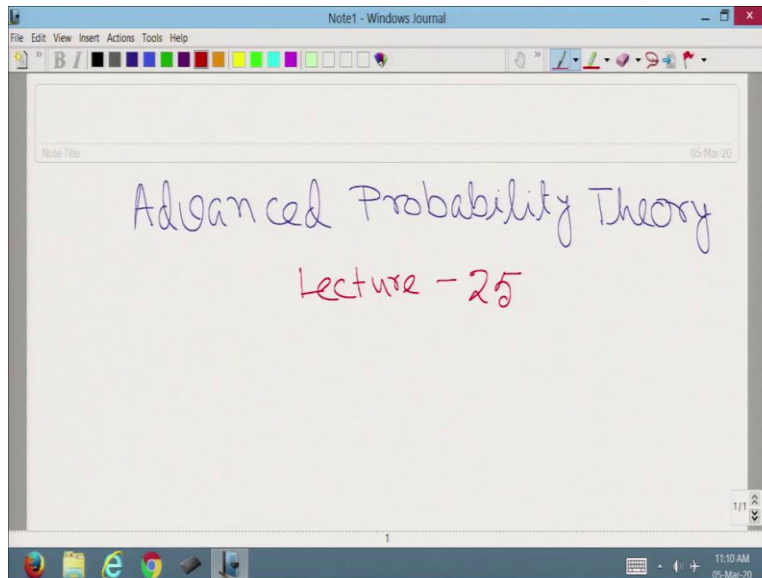 Note1 - Windows Journal
File Edit View Insert Actions Tools Help
B I
Note Title
05-Mar-20
Advanced Probability Theory
Lecture - 25
1/1
1
11:10 AM
05-Mar-20